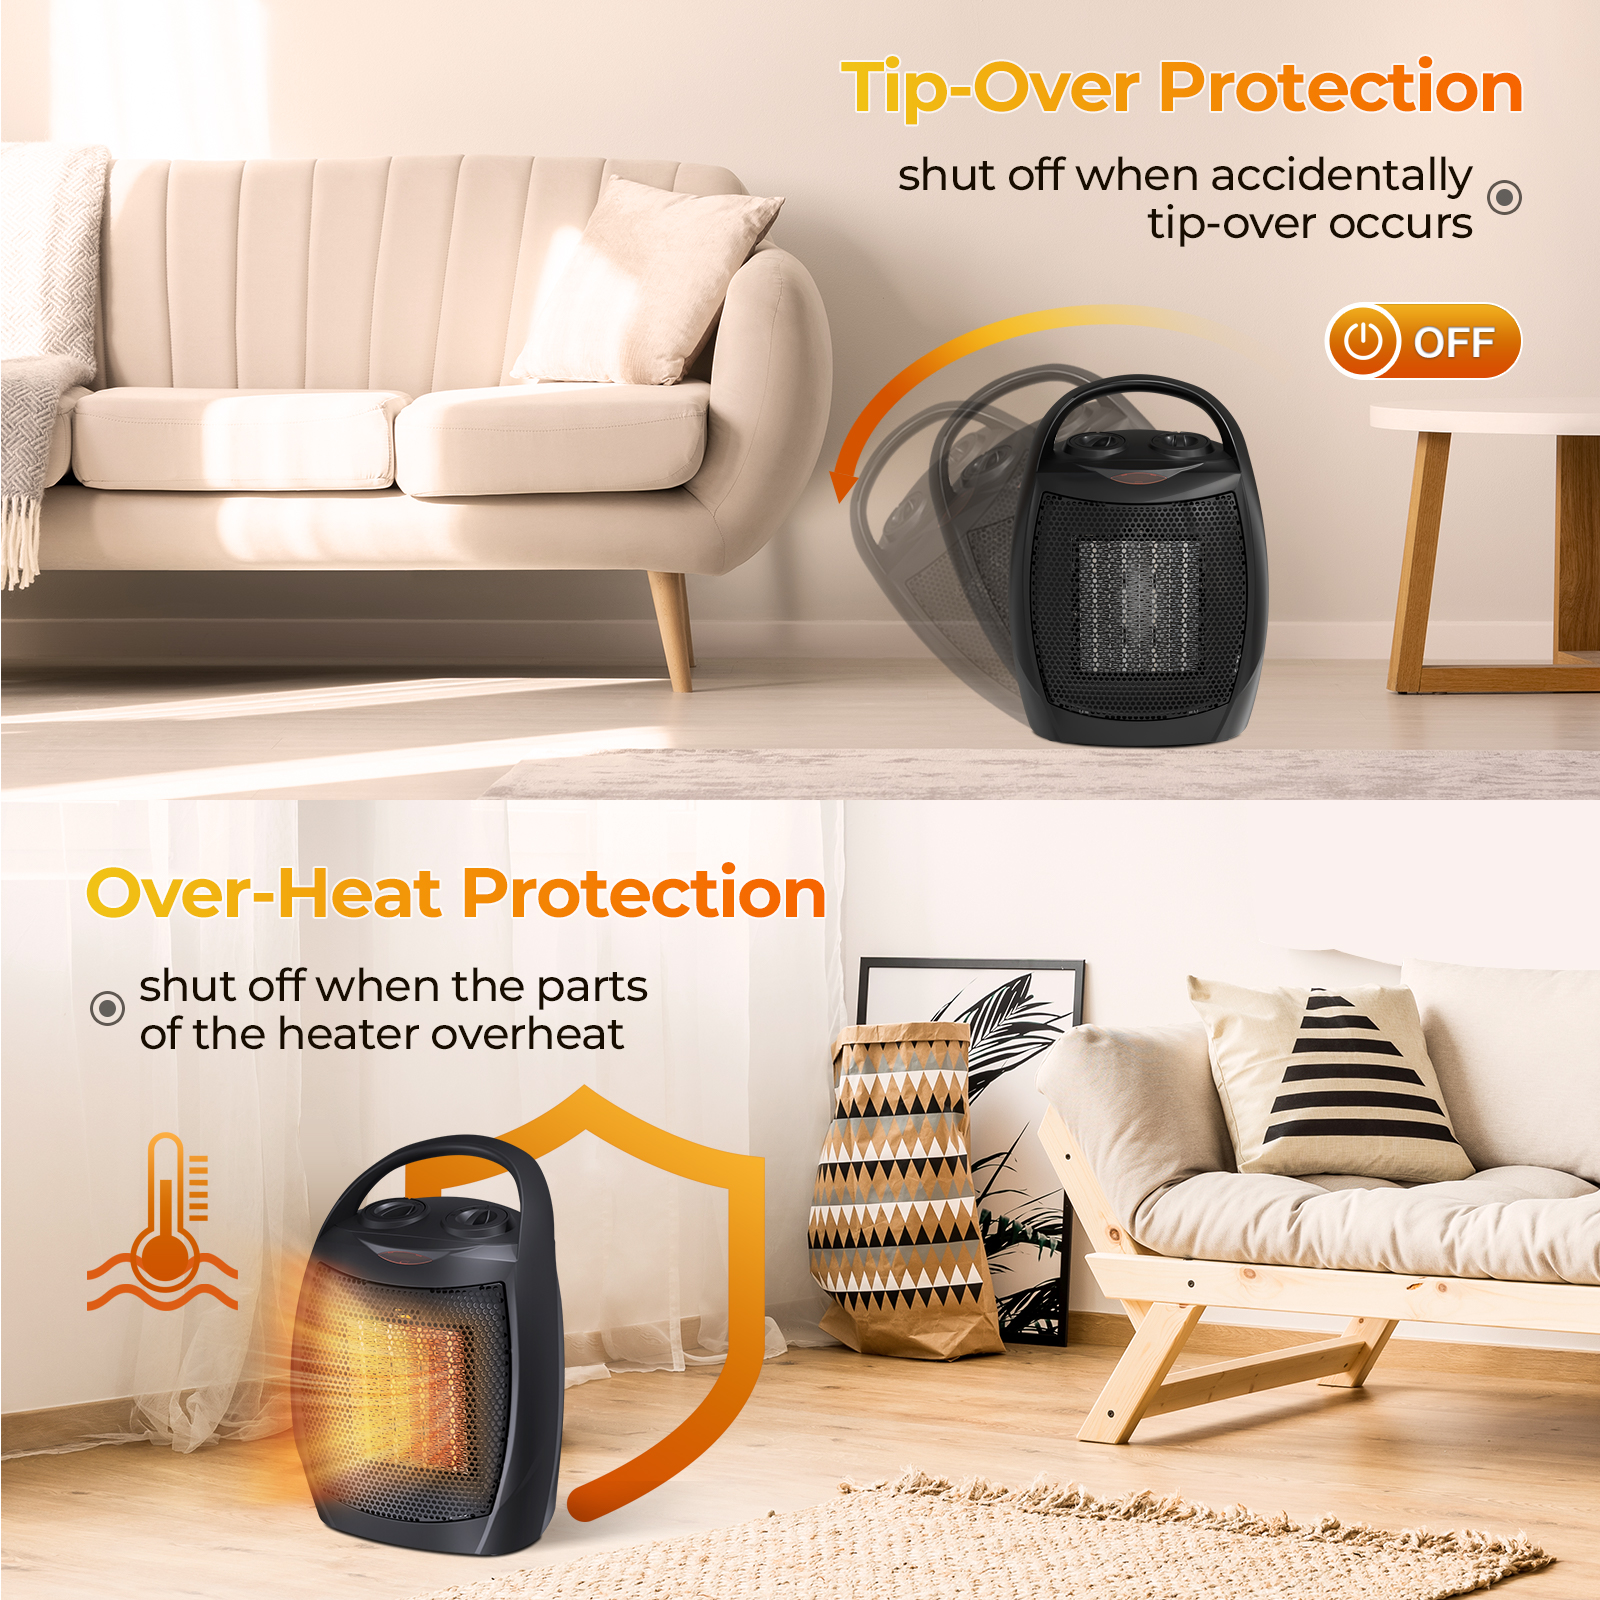 Tip-Over Protection
shut off when accidentally
tip-over occurs
OFF
Over-Heat Protection
shut off when the parts
of the heater overheat